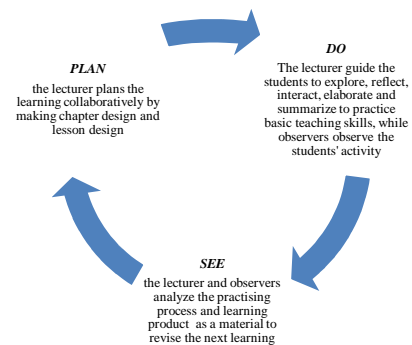 PLAN
the lecturer plans the
learning collaboratively by
making chapter design and
lesson design
DO
The lecturer guide the
students to explore, reflect,
interact, elaborate and
summarize to practice
basic teaching skills, while
observers observe the
students' activity
SEE
the lecturer and observers
analyze the practising
process and learning
product as a material to
revise the next learning